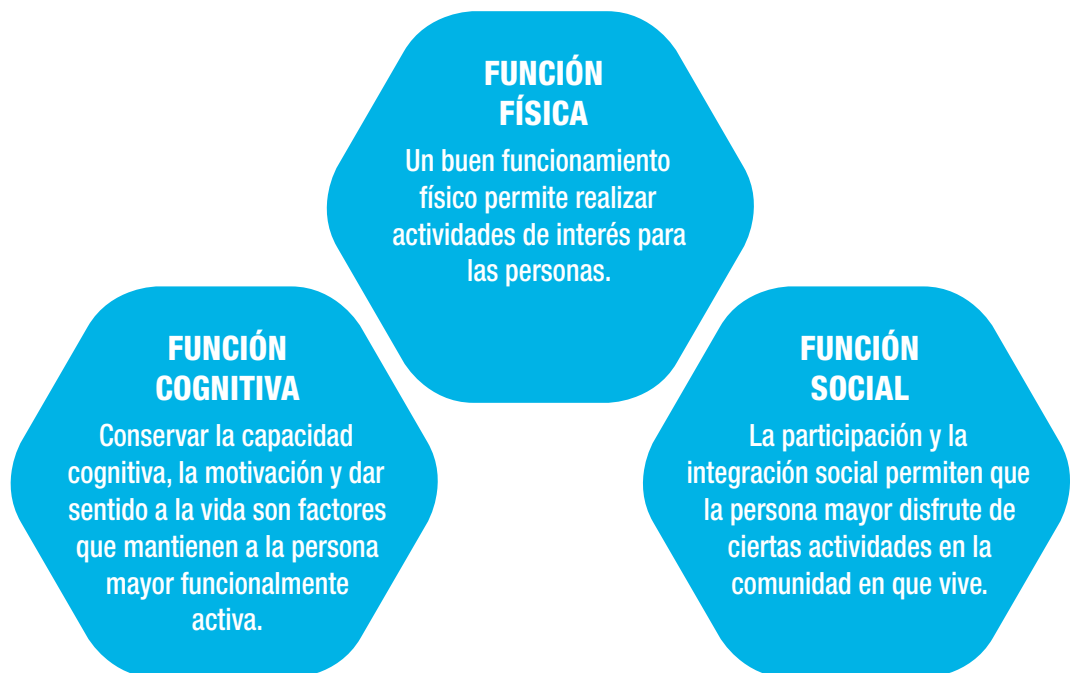 FUNCIÓN
FÍSICA
Un buen funcionamiento
físico permite realizar
actividades de interés para
las personas.
FUNCIÓN
COGNITIVA
Conservar la capacidad
cognitiva, la motivación y dar
sentido a la vida son factores
que mantienen a la persona
mayor funcionalmente
activa.
FUNCIÓN
SOCIAL
La participación y la
integración social permiten que
la persona mayor disfrute de
ciertas actividades en la
comunidad en que vive.